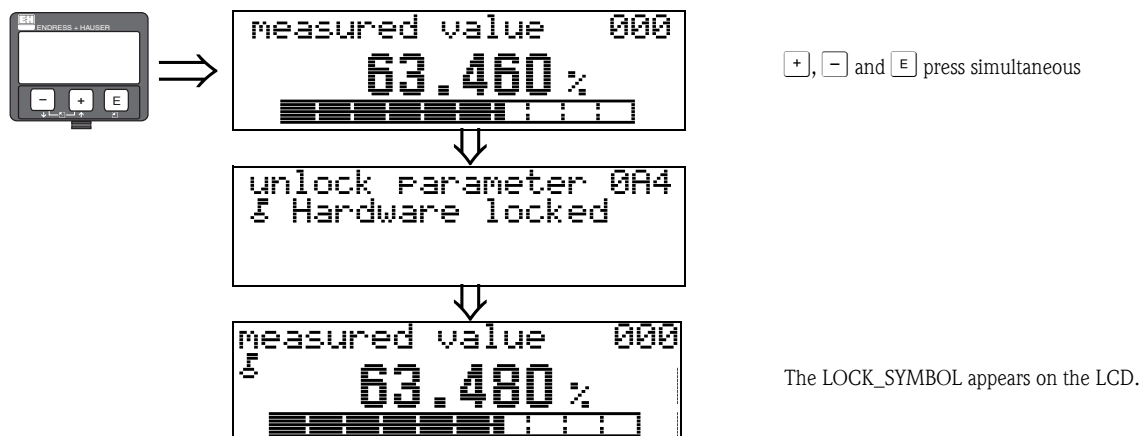 EH
ENDRESS + HAUSER
- + E
measured value 000
63.460 %
+, - and E press simultaneous
unlock parameter 0A4
Hardware locked
measured value 000
63.480 %
The LOCK_SYMBOL appears on the LCD.